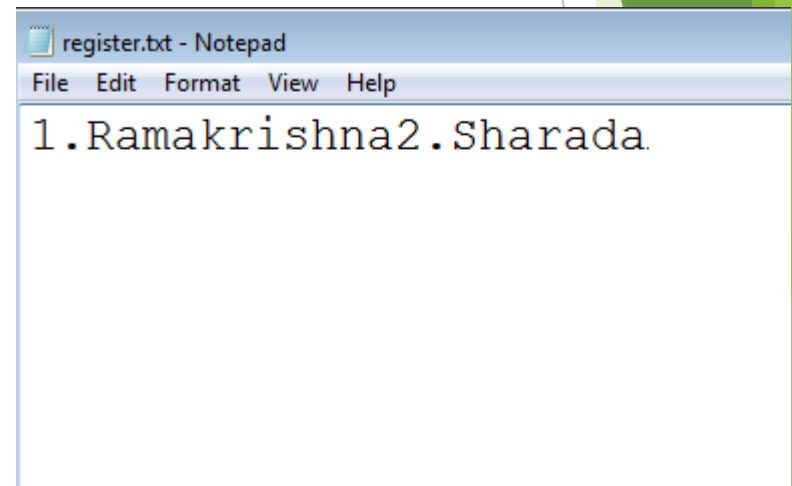 register.txt - Notepad
File Edit Format View Help
1.Ramakrishna2.Sharada.